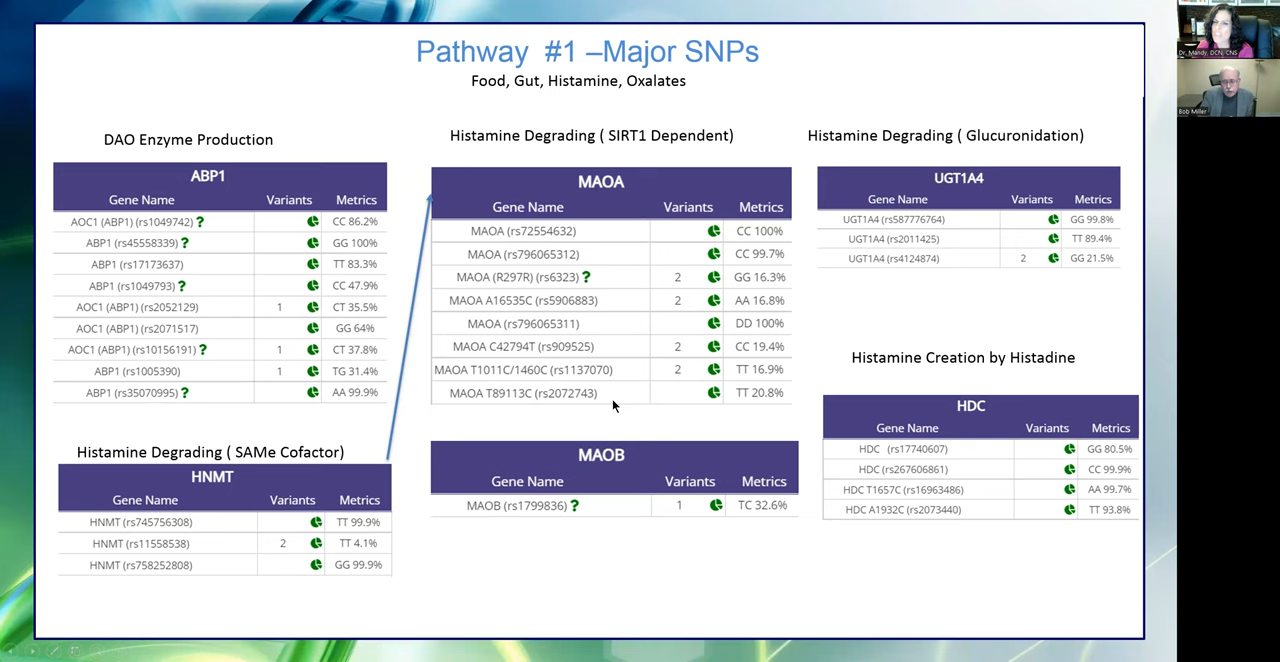 Pathway #1 –Major SNPs
Food, Gut, Histamine, Oxalates
DAO Enzyme Production
ABP1
Gene Name Variants Metrics
AOC1 (ABP1) (rs1049742) ? CC 86.2%
ABP1 (rs45558339) ? GG 100%
ABP1 (rs17173637) TT 83.3%
ABP1 (rs1049793) ? CC 47.9%
AOC1 (ABP1) (rs2052129) 1 CT 35.5%
AOC1 (ABP1) (rs2071517) GG 64%
AOC1 (ABP1) (rs10156191) ? 1 CT 37.8%
ABP1 (rs1005390) 1 TG 31.4%
ABP1 (rs35070995) ? AA 99.9%
Histamine Degrading ( SAMe Cofactor)
HNMT
Gene Name Variants Metrics
HNMT (rs745756308) TT 99.9%
HNMT (rs11558538) 2 TT 4.1%
HNMT (rs758252808) GG 99.9%
Histamine Degrading ( SIRT1 Dependent)
MAOA
Gene Name Variants Metrics
MAOA (rs72554632) CC 100%
MAOA (rs796065312) CC 99.7%
MAOA (R297R) (rs6323) ? 2 GG 16.3%
MAOA A16535C (rs5906883) 2 AA 16.8%
MAOA (rs796065311) DD 100%
MAOA C42794T (rs909525) 2 CC 19.4%
MAOA T1011C/1460C (rs1137070) 2 TT 16.9%
MAOA T89113C (rs2072743) TT 20.8%
MAOB
Gene Name Variants Metrics
MAOB (rs1799836) ? 1 TC 32.6%
Histamine Degrading ( Glucuronidation)
UGT1A4
Gene Name Variants Metrics
UGT1A4 (rs587776764) GG 99.8%
UGT1A4 (rs2011425) TT 89.4%
UGT1A4 (rs4124874) 2 GG 21.5%
Histamine Creation by Histadine
HDC
Gene Name Variants Metrics
HDC (rs17740607) GG 80.5%
HDC (rs267606861) CC 99.9%
HDC T1657C (rs16963486) AA 99.7%
HDC A1932C (rs2073440) TT 93.8%
Dr. Mandy, DCN, CNS
Bob Miller